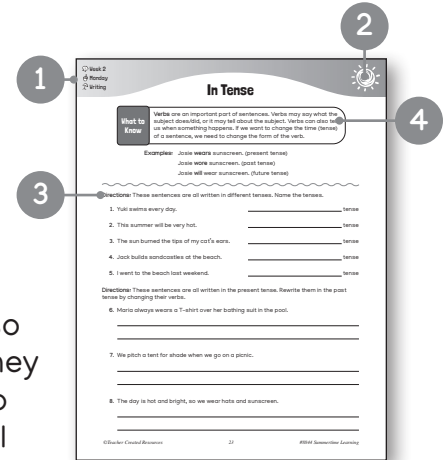 2
1
Week 2
Monday
Writing
In Tense
What to
Know
Verbs are an important part of sentences. Verbs may say what the
subject does/did, or it may tell about the subject. Verbs can also tell
us when something happens. If we want to change the time (tense)
of a sentence, we need to change the form of the verb.
4
Examples: Josie wears sunscreen. (present tense)
Josie wore sunscreen. (past tense)
Josie will wear sunscreen. (future tense)
3
Directions: These sentences are all written in different tenses. Name the tenses.
1. Yuki swims every day. tense
2. This summer will be very hot. tense
3. The sun burned the tips of my cat's ears. tense
4. Jack builds sandcastles at the beach. tense
5. I went to the beach last weekend. tense
Directions: These sentences are all written in the present tense. Rewrite them in the past
tense by changing their verbs.
6. Maria always wears a T-shirt over her bathing suit in the pool.
7. We pitch a tent for shade when we go on a picnic.
8. The day is hot and bright, so we wear hats and sunscreen.
©Teacher Created Resources 23 #8844 Summertime Learning